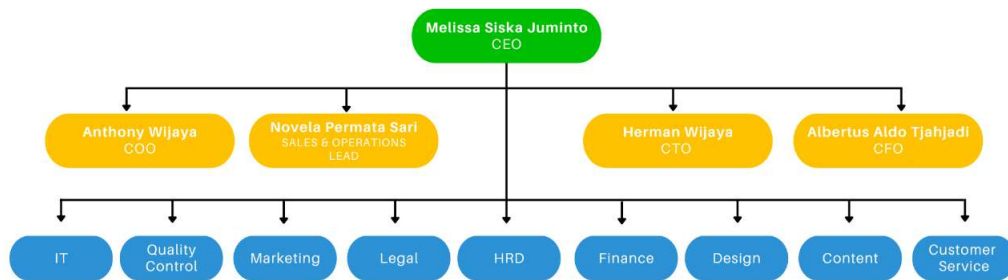 Melissa Siska Juminto
CEO
Anthony Wijaya
COO
Novela Permata Sari
SALES & OPERATIONS
LEAD
Herman Wijaya
CTO
Albertus Aldo Tjahjadi
CFO
IT
Quality
Control
Marketing
Legal
HRD
Finance
Design
Content
Customer
Service